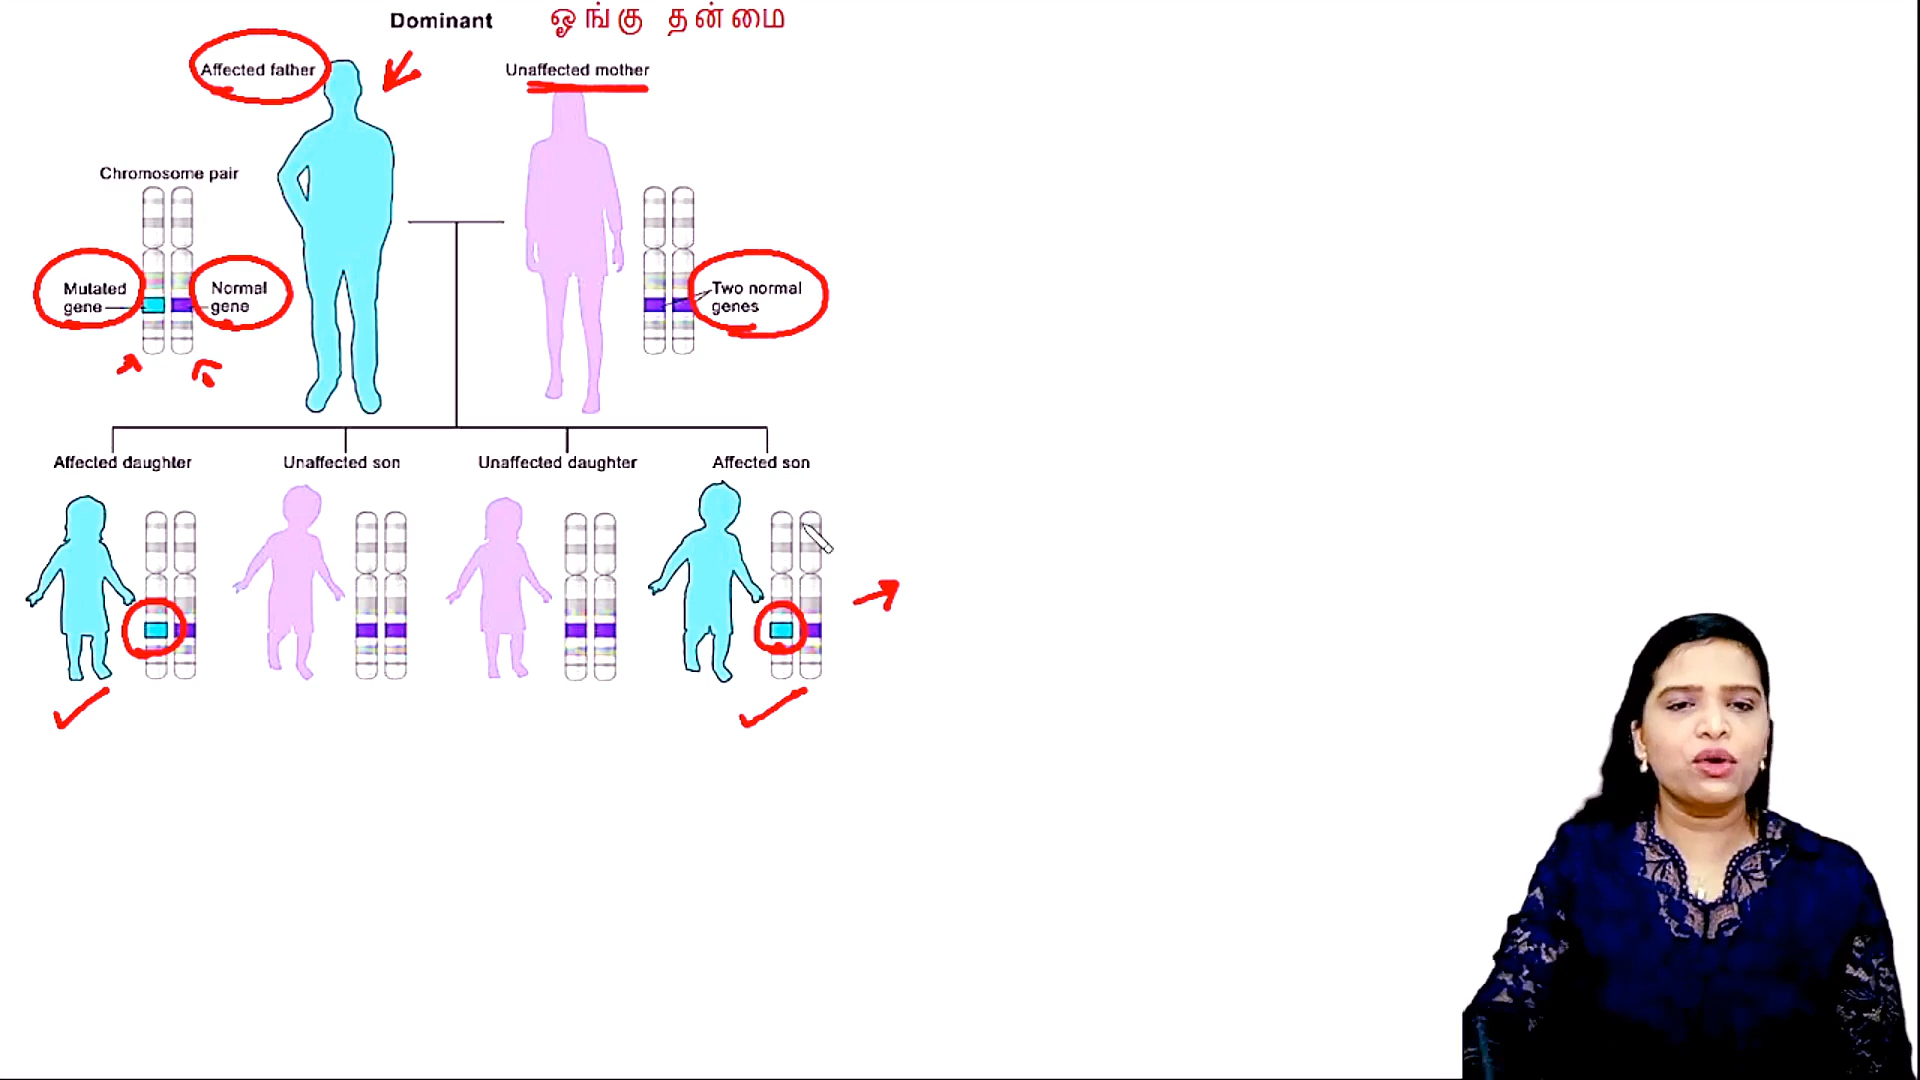 Dominant ஓங்கு தன்மை
Affected father
Unaffected mother
Chromosome pair
Mutated
gene
Normal
gene
Two normal
genes
Affected daughter
Unaffected son
Unaffected daughter
Affected son